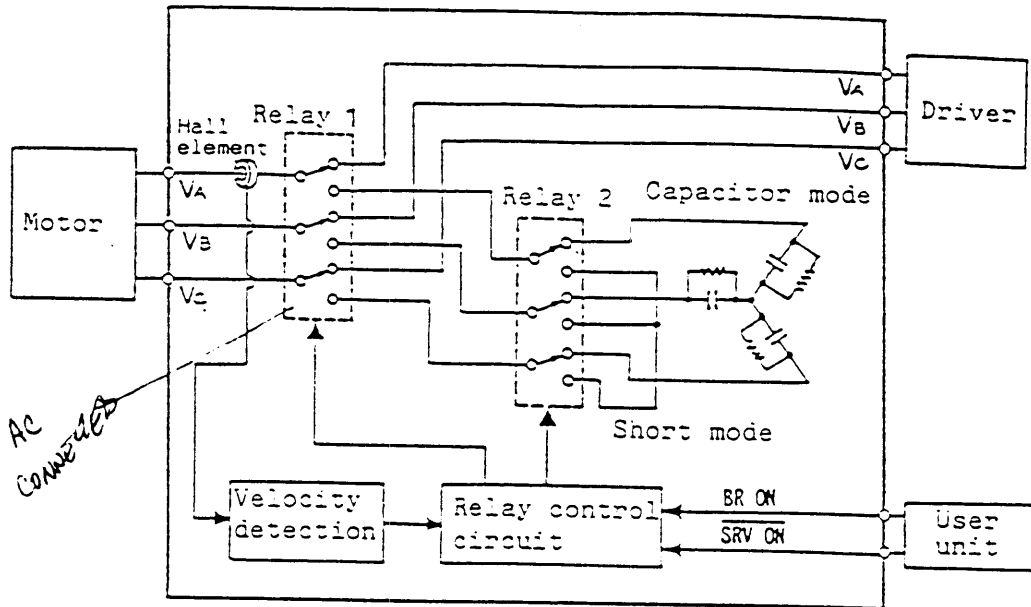 VA
Driver
Relay 1
Hall
element
VB
VA
VC
Relay 2
Capacitor mode
Motor
VB
VC
AC
CONNECTED
Short mode
Velocity
detection
Relay control
circuit
BR ON
SRV ON
User
unit